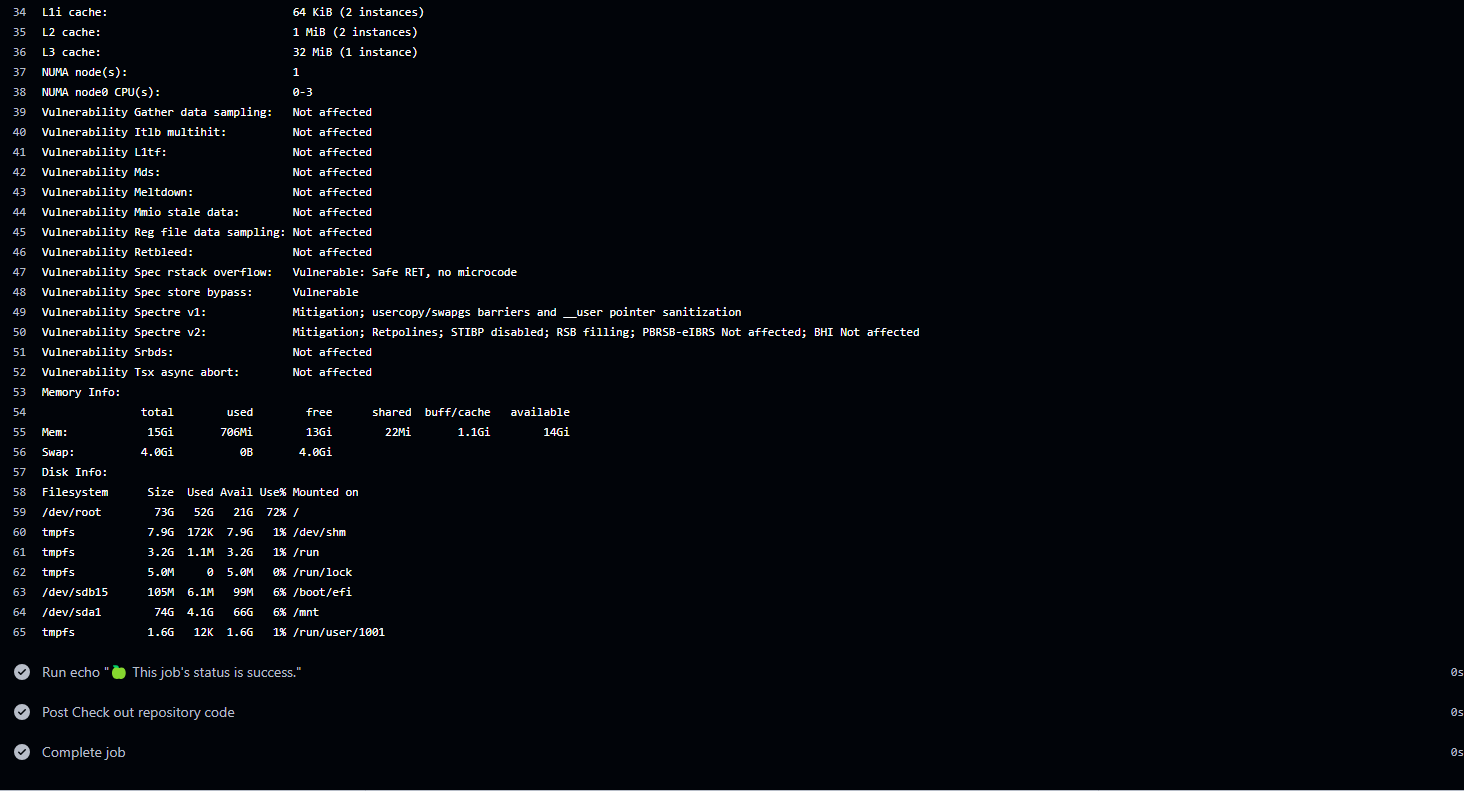 34 L1i cache: 64 KiB (2 instances)
35 L2 cache: 1 MiB (2 instances)
36 L3 cache: 32 MiB (1 instance)
37 NUMA node(s): 1
38 NUMA node0 CPU(s): 0-3
39 Vulnerability Gather data sampling: Not affected
40 Vulnerability Itlb multihit: Not affected
41 Vulnerability L1tf: Not affected
42 Vulnerability Mds: Not affected
43 Vulnerability Meltdown: Not affected
44 Vulnerability Mmio stale data: Not affected
45 Vulnerability Reg file data sampling: Not affected
46 Vulnerability Retbleed: Not affected
47 Vulnerability Spec rstack overflow: Vulnerable: Safe RET, no microcode
48 Vulnerability Spec store bypass: Vulnerable
49 Vulnerability Spectre v1: Mitigation; usercopy/swapgs barriers and __user pointer sanitization
50 Vulnerability Spectre v2: Mitigation; Retpolines; STIBP disabled; RSB filling; PBRSB-eIBRS Not affected; BHI Not affected
51 Vulnerability Srbds: Not affected
52 Vulnerability Tsx async abort: Not affected
53 Memory Info:
54 total used free shared buff/cache available
55 Mem: 15Gi 706Mi 13Gi 22Mi 1.1Gi 14Gi
56 Swap: 4.0Gi 0B 4.0Gi
57 Disk Info:
58 Filesystem Size Used Avail Use% Mounted on
59 /dev/root 73G 52G 21G 72% /
60 tmpfs 7.9G 172K 7.9G 1% /dev/shm
61 tmpfs 3.2G 1.1M 3.2G 1% /run
62 tmpfs 5.0M 0 5.0M 0% /run/lock
63 /dev/sdb15 105M 6.1M 99M 6% /boot/efi
64 /dev/sda1 74G 4.1G 66G 6% /mnt
65 tmpfs 1.6G 12K 1.6G 1% /run/user/1001
Run echo "🍏 This job's status is success." 0s
Post Check out repository code 0s
Complete job 0s